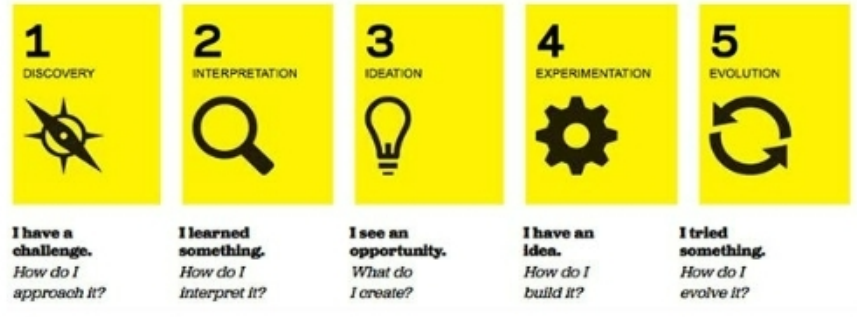 1
DISCOVERY
I have a
challenge.
How do I
approach it?
2
INTERPRETATION
I learned
something.
How do I
interpret it?
3
IDEATION
I see an
opportunity.
What do
I create?
4
EXPERIMENTATION
I have an
idea.
How do I
build it?
5
EVOLUTION
I tried
something.
How do I
evolve it?